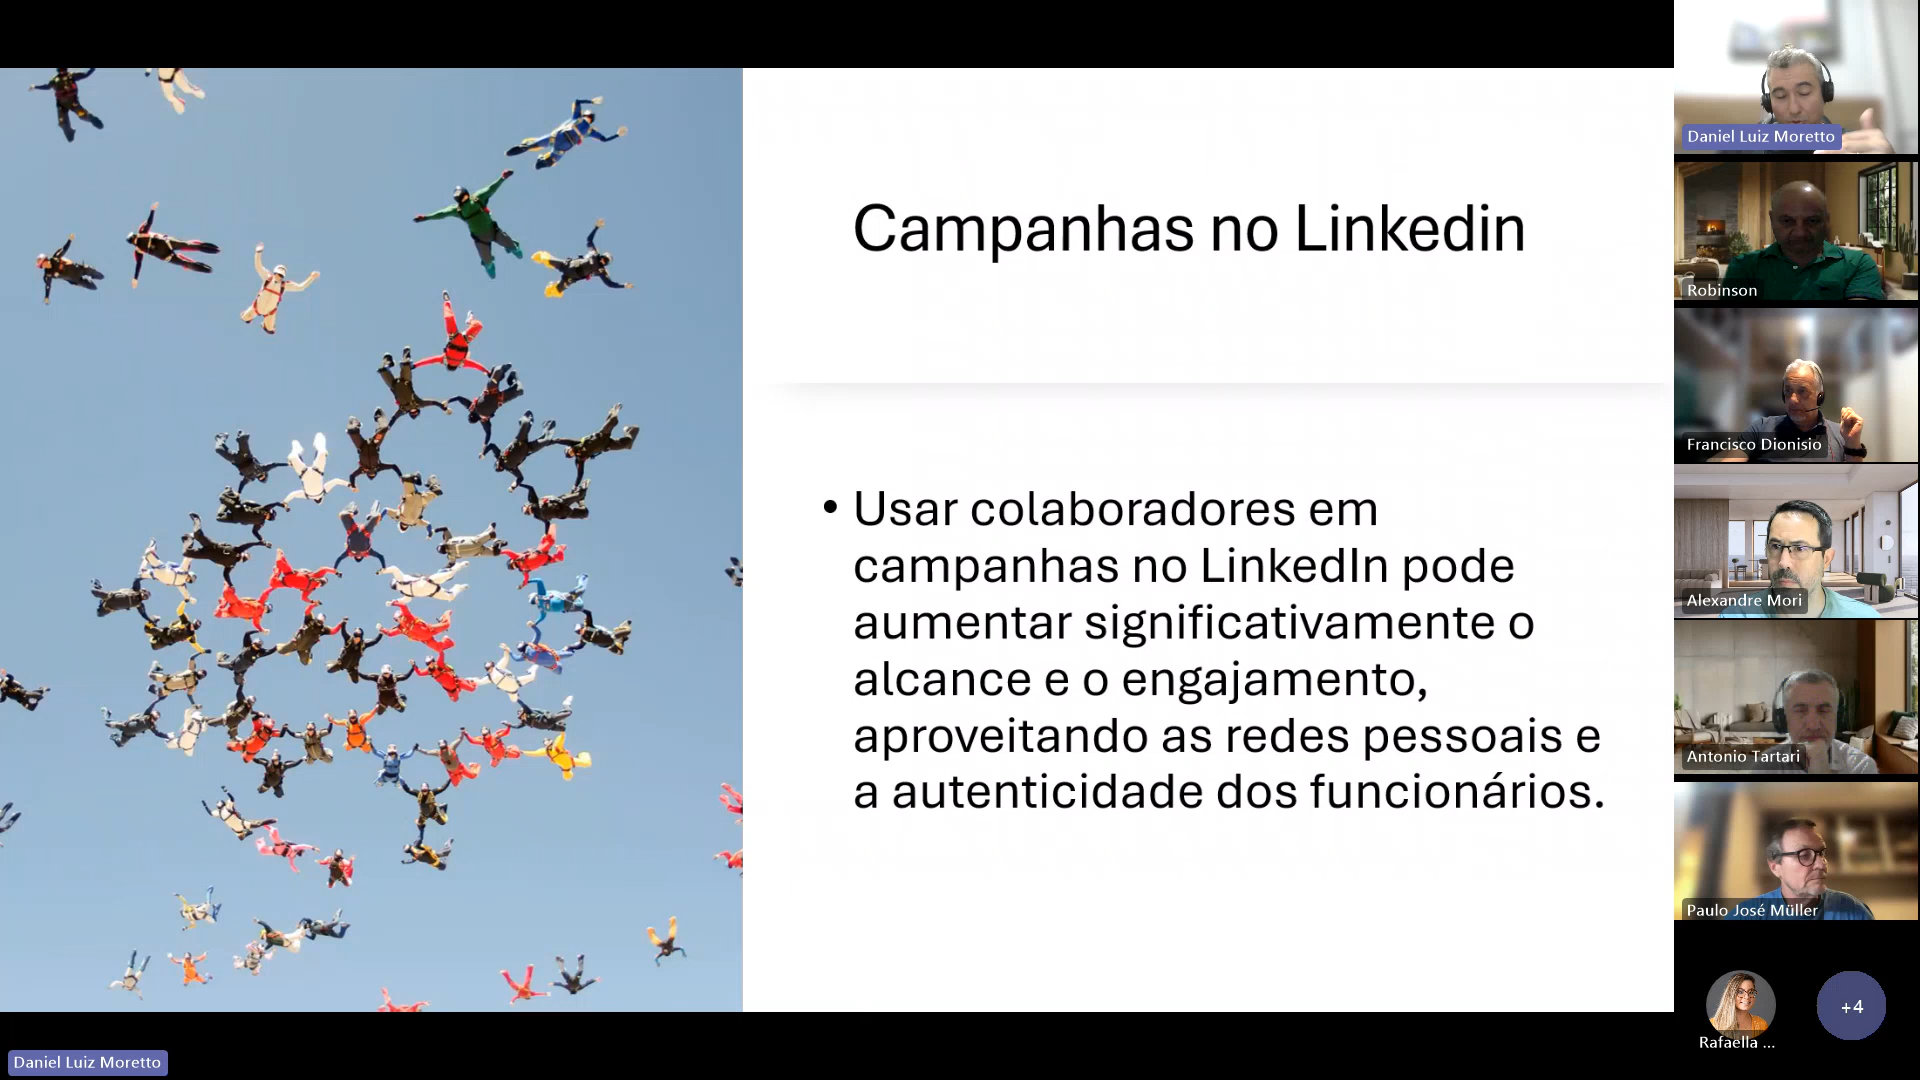 Campanhas no Linkedin
• Usar colaboradores em
campanhas no LinkedIn pode
aumentar significativamente o
alcance e o engajamento,
aproveitando as redes pessoais e
a autenticidade dos funcionários.
Daniel Luiz Moretto
Robinson
Francisco Dionisio
Alexandre Mori
Antonio Tartari
Paulo José Müller
Rafaella ...
+4
Daniel Luiz Moretto